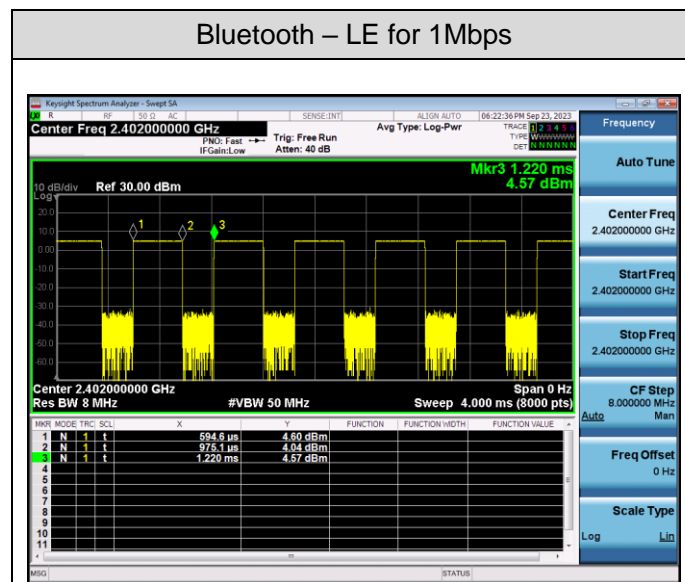 Bluetooth – LE for 1Mbps
Keysight Spectrum Analyzer - Swept SA
R RF 50 Ω AC SENSE:INT ALIGN AUTO 06:22:36 PM Sep 23, 2023
Center Freq 2.402000000 GHz
PNO: Fast
IFGain:Low
Trig: Free Run
Atten: 40 dB
Avg Type: Log-Pwr
TRACE 1 2 3 4 5 6
TYPE WWWWWW
DET N N N N N N
Mkr3 1.220 ms
4.57 dBm
10 dB/div Ref 30.00 dBm
Log
20.0
10.0
0.00
-10.0
-20.0
-30.0
-40.0
-50.0
-60.0
1
2
3
Center 2.402000000 GHz Span 0 Hz
Res BW 8 MHz #VBW 50 MHz Sweep 4.000 ms (8000 pts)
MKR MODE TRC SCL X Y FUNCTION FUNCTION WIDTH FUNCTION VALUE
1 N 1 t 594.6 µs 4.60 dBm
2 N 1 t 975.1 µs 4.04 dBm
3 N 1 t 1.220 ms 4.57 dBm
4
5
6
7
8
9
10
11
MSG STATUS
Frequency
Auto Tune
Center Freq
2.402000000 GHz
Start Freq
2.402000000 GHz
Stop Freq
2.402000000 GHz
CF Step
8.000000 MHz
Auto Man
Freq Offset
0 Hz
Scale Type
Log Lin